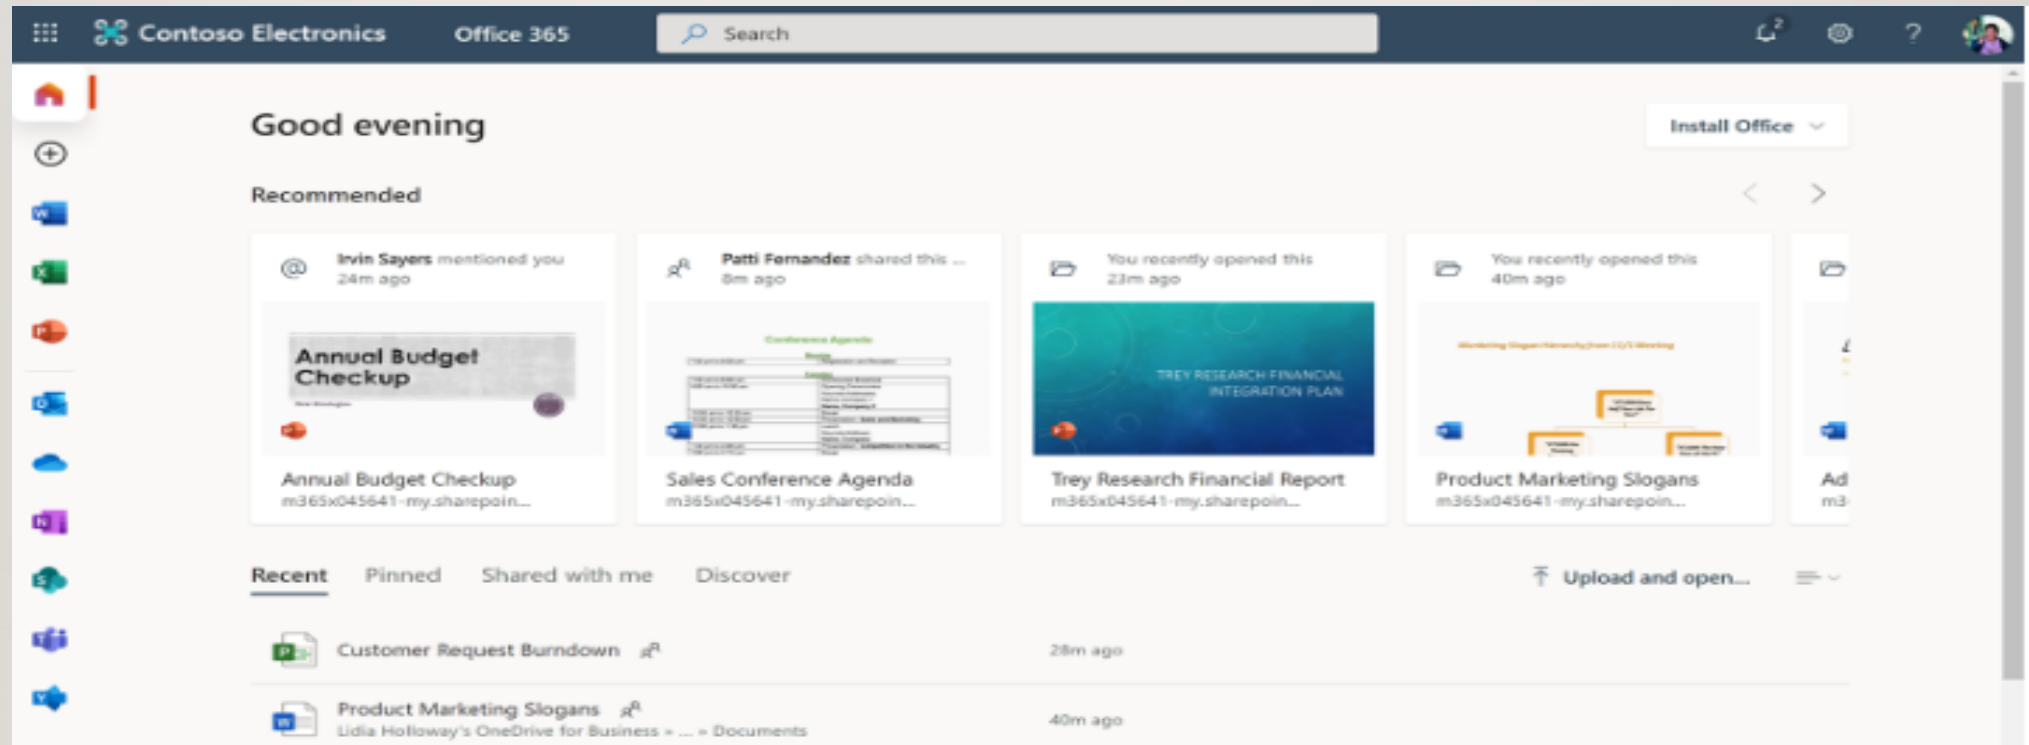 Contoso Electronics
Office 365
Search
2
?
Good evening
Install Office
Recommended
Irvin Sayers mentioned you
24m ago
Annual Budget
Checkup
Annual Budget Checkup
m365x045641-my.sharepoin...
Patti Fernandez shared this ...
8m ago
Conference Agenda
Sales Conference Agenda
m365x045641-my.sharepoin...
You recently opened this
23m ago
TREY RESEARCH FINANCIAL
INTEGRATION PLAN
Trey Research Financial Report
m365x045641-my.sharepoin...
You recently opened this
40m ago
Product Marketing Slogans
m365x045641-my.sharepoin...
Ad
m3
Recent
Pinned
Shared with me
Discover
Upload and open...
Customer Request Burndown
28m ago
Product Marketing Slogans
Lidia Holloway's OneDrive for Business » ... » Documents
40m ago